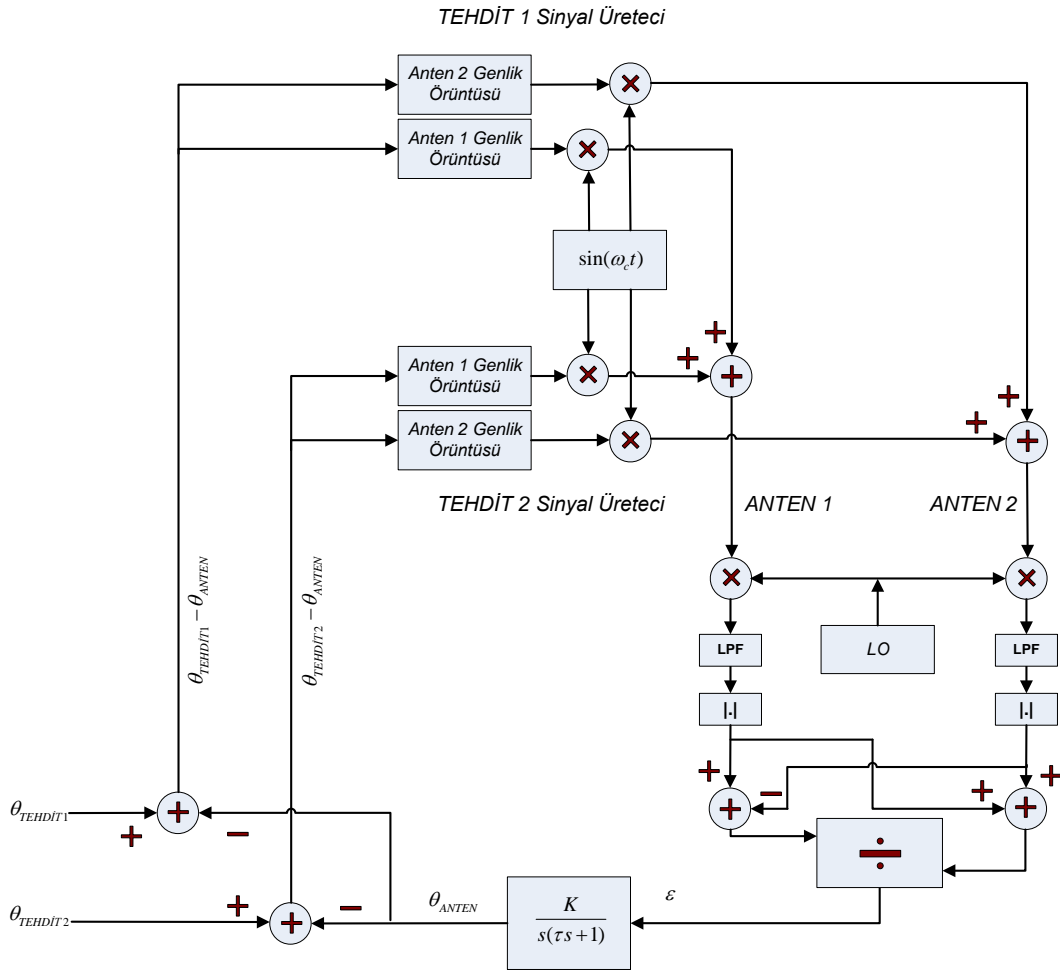 TEHDİT 1 Sinyal Üreteci
Anten 2 Genlik
Örüntüsü
×
Anten 1 Genlik
Örüntüsü
×
sin(ω_c t)
Anten 1 Genlik
Örüntüsü
×
+
+
+
Anten 2 Genlik
Örüntüsü
×
+
+
+
TEHDİT 2 Sinyal Üreteci
ANTEN 1
ANTEN 2
θ_TEHDİT1 − θ_ANTEN
θ_TEHDİT2 − θ_ANTEN
×
×
LPF
LO
LPF
|.|
|.|
+
−
+
+
+
+
÷
θ_TEHDİT1
+
+
−
θ_TEHDİT2
+
+
−
θ_ANTEN
K
s(τs+1)
ε